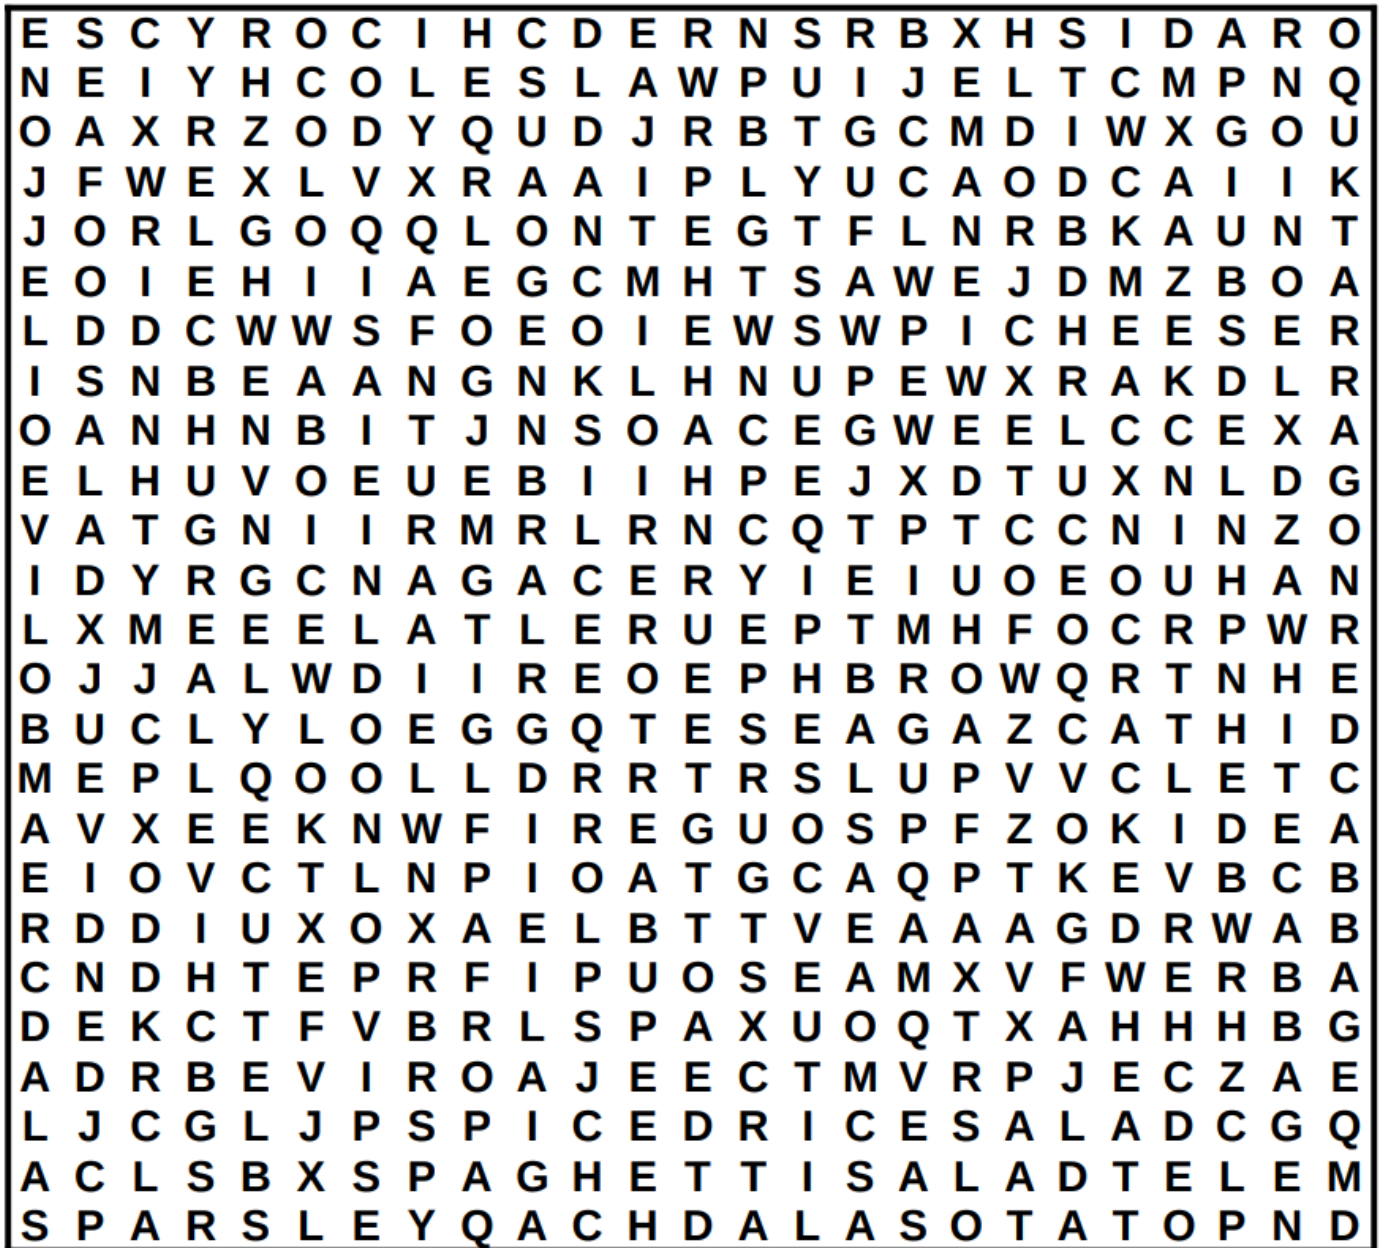 E S C Y R O C I H C D E R N S R B X H S I D A R O
N E I Y H C O L E S L A W P U I J E L T C M P N Q
O A X R Z O D Y Q U D J R B T G C M D I W X G O U
J F W E X L V X R A A I P L Y U C A O D C A I I K
J O R L G O Q Q L O N T E G T F L N R B K A U N T
E O I E H I I A E G C M H T S A W E J D M Z B O A
L D D C W W S F O E O I E W S W P I C H E E S E R
I S N B E A A N G N K L H N U P E W X R A K D L R
O A N H N B I T J N S O A C E G W E E L C C E X A
E L H U V O E U E B I I H P E J X D T U X N L D G
V A T G N I I R M R L R N C Q T P T C C N I N Z O
I D Y R G C N A G A C E R Y I E I U O E O U H A N
L X M E E E L A T L E R U E P T M H F O C R P W R
O J J A L W D I I R E O E P H B R O W Q R T N H E
B U C L Y L O E G G Q T E S E A G A Z C A T H I D
M E P L Q O O L L D R R T R S L U P V V C L E T C
A V X E E K N W F I R E G U O S P F Z O K I D E A
E I O V C T L N P I O A T G C A Q P T K E V B C B
R D D I U X O X A E L B T T V E A A A G D R W A B
C N D H T E P R F I P U O S E A M X V F W E R B A
D E K C T F V B R L S P A X U O Q T X A H H H B G
A D R B E V I R O A J E E C T M V R P J E C Z A E
L J C G L J P S P I C E D R I C E S A L A D C G Q
A C L S B X S P A G H E T T I S A L A D T E L E M
S P A R S L E Y Q A C H D A L A S O T A T O P N D